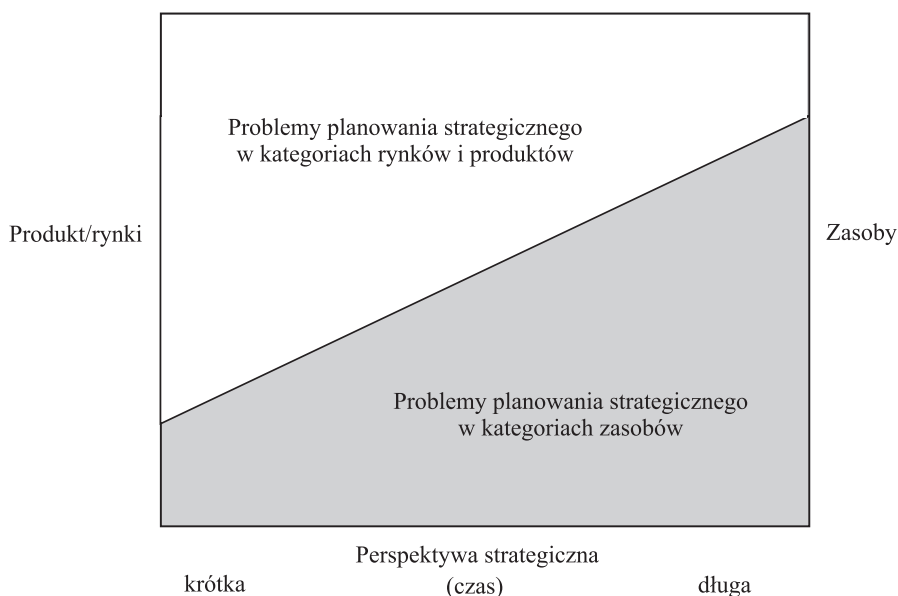 Problemy planowania strategicznego
w kategoriach rynków i produktów
Produkt/rynki
Zasoby
Problemy planowania strategicznego
w kategoriach zasobów
Perspektywa strategiczna
krótka
(czas)
długa